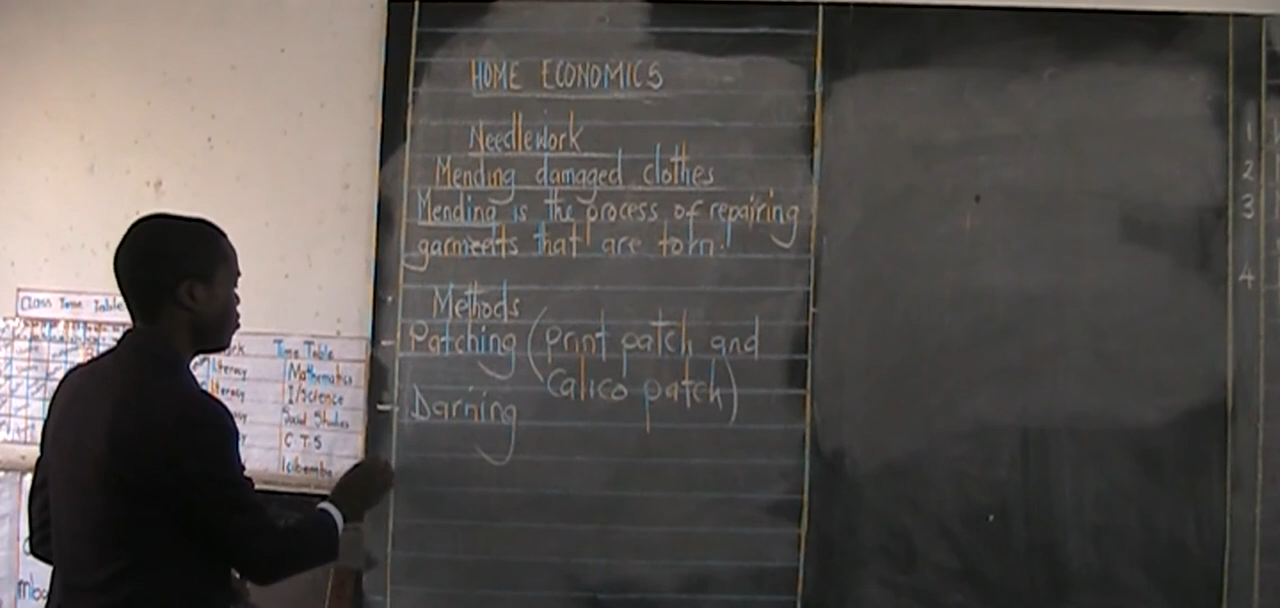 HOME ECONOMICS
Needlework
Mending damaged clothes
Mending is the process of repairing
garments that are torn.
Methods
- Patching (print patch and
calico patch)
- Darning
Class Time Table
Time Table
Literacy Mathematics
Literacy I/Science
Social Studies
C.T.S
Icibemba
1
2
3
4